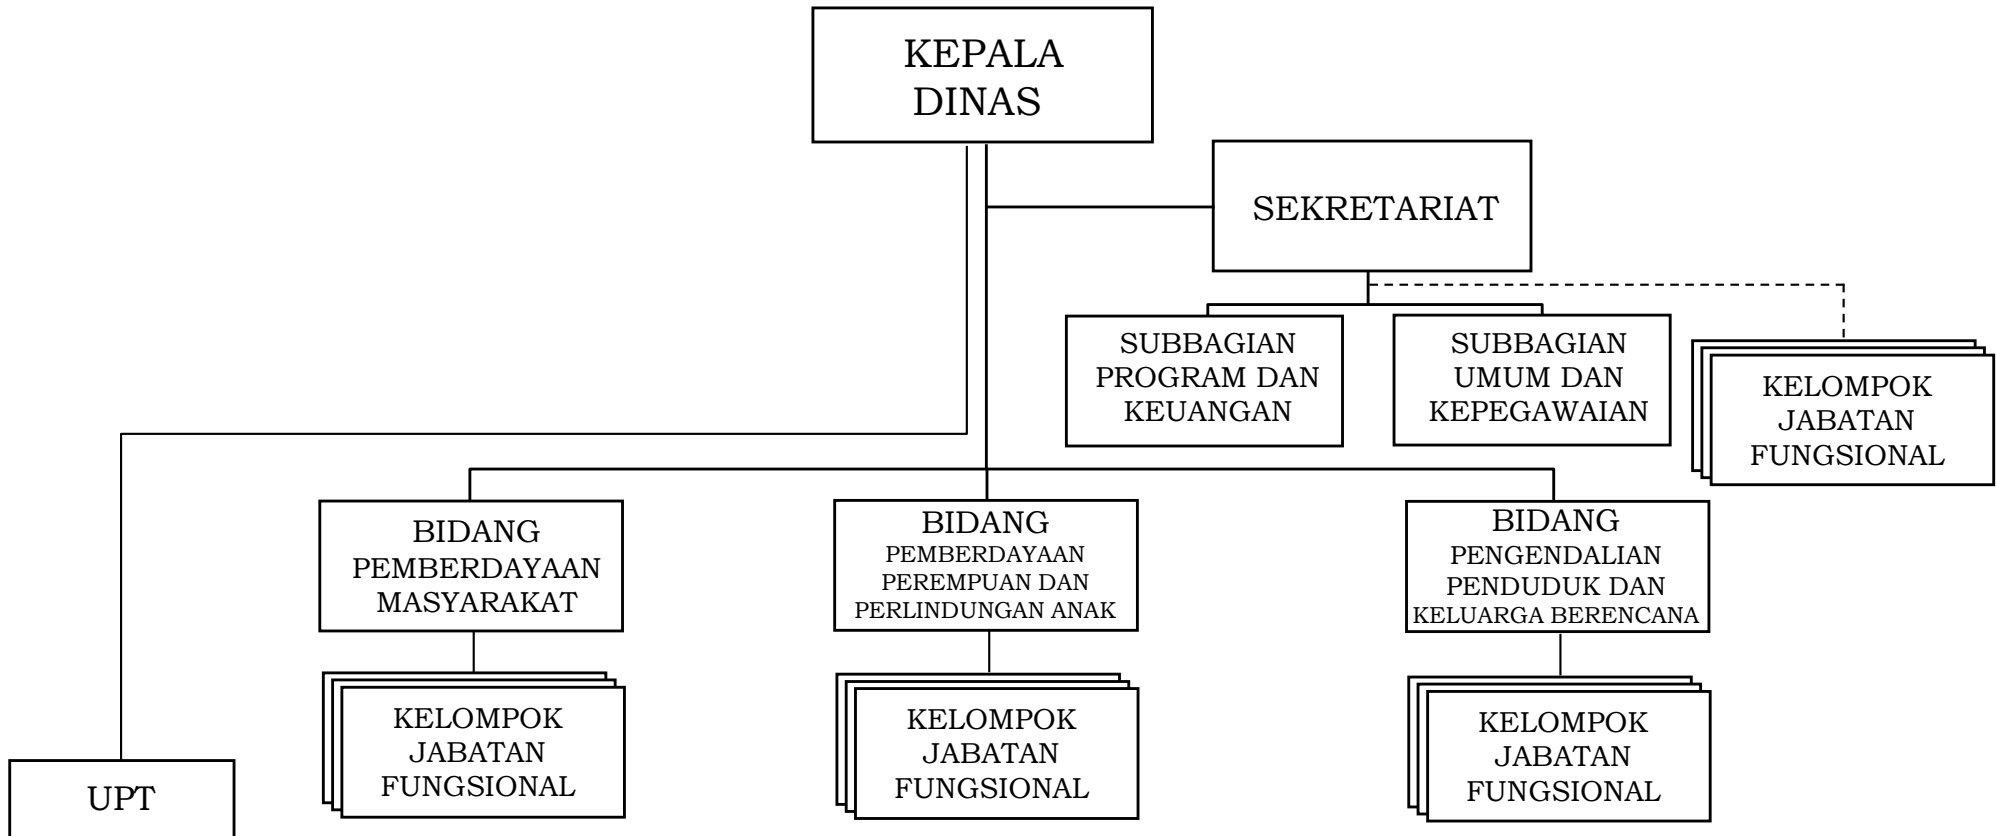 KEPALA
DINAS
SEKRETARIAT
SUBBAGIAN
PROGRAM DAN
KEUANGAN
SUBBAGIAN
UMUM DAN
KEPEGAWAIAN
KELOMPOK
JABATAN
FUNGSIONAL
BIDANG
PEMBERDAYAAN
MASYARAKAT
BIDANG
PEMBERDAYAAN
PEREMPUAN DAN
PERLINDUNGAN ANAK
BIDANG
PENGENDALIAN
PENDUDUK DAN
KELUARGA BERENCANA
KELOMPOK
JABATAN
FUNGSIONAL
KELOMPOK
JABATAN
FUNGSIONAL
KELOMPOK
JABATAN
FUNGSIONAL
UPT